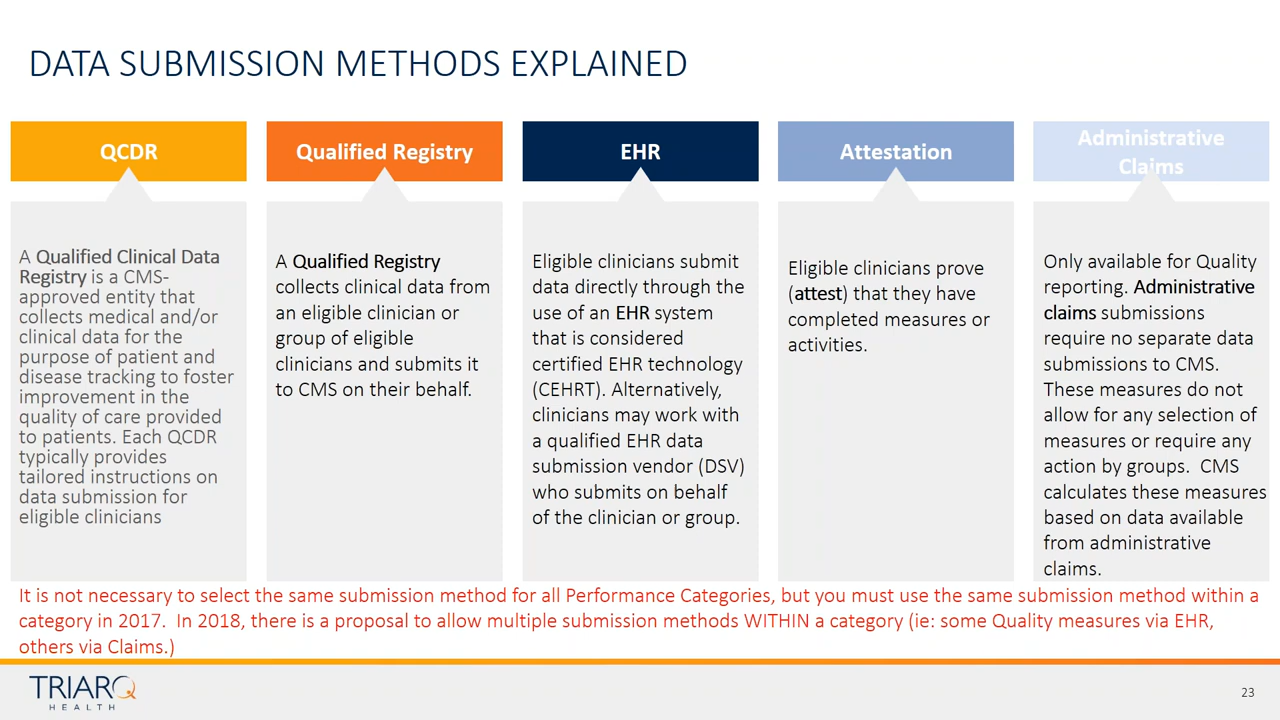 DATA SUBMISSION METHODS EXPLAINED
QCDR
A Qualified Clinical Data
Registry is a CMS-
approved entity that
collects medical and/or
clinical data for the
purpose of patient and
disease tracking to foster
improvement in the
quality of care provided
to patients. Each QCDR
typically provides
tailored instructions on
data submission for
eligible clinicians
Qualified Registry
A Qualified Registry
collects clinical data from
an eligible clinician or
group of eligible
clinicians and submits it
to CMS on their behalf.
EHR
Eligible clinicians submit
data directly through the
use of an EHR system
that is considered
certified EHR technology
(CEHRT). Alternatively,
clinicians may work with
a qualified EHR data
submission vendor (DSV)
who submits on behalf
of the clinician or group.
Attestation
Eligible clinicians prove
(attest) that they have
completed measures or
activities.
Administrative
Claims
Only available for Quality
reporting. Administrative
claims submissions
require no separate data
submissions to CMS.
These measures do not
allow for any selection of
measures or require any
action by groups. CMS
calculates these measures
based on data available
from administrative
claims.
It is not necessary to select the same submission method for all Performance Categories, but you must use the same submission method within a
category in 2017. In 2018, there is a proposal to allow multiple submission methods WITHIN a category (ie: some Quality measures via EHR,
others via Claims.)
TRIARQ
HEALTH
23